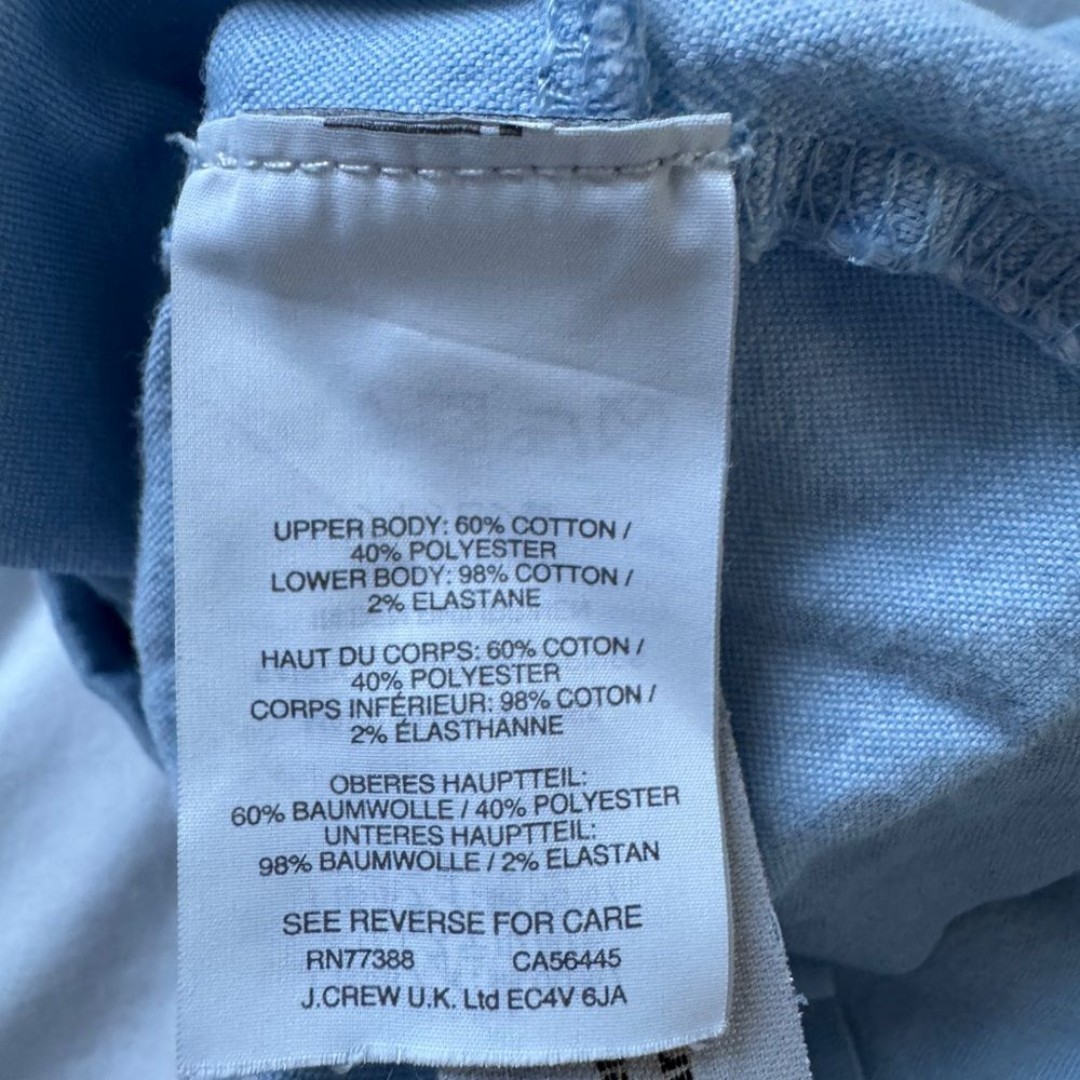 UPPER BODY: 60% COTTON /
40% POLYESTER
LOWER BODY: 98% COTTON /
2% ELASTANE
HAUT DU CORPS: 60% COTON /
40% POLYESTER
CORPS INFÉRIEUR: 98% COTON /
2% ÉLASTHANNE
OBERES HAUPTTEIL:
60% BAUMWOLLE / 40% POLYESTER
UNTERES HAUPTTEIL:
98% BAUMWOLLE / 2% ELASTAN
SEE REVERSE FOR CARE
RN77388 CA56445
J.CREW U.K. Ltd EC4V 6JA